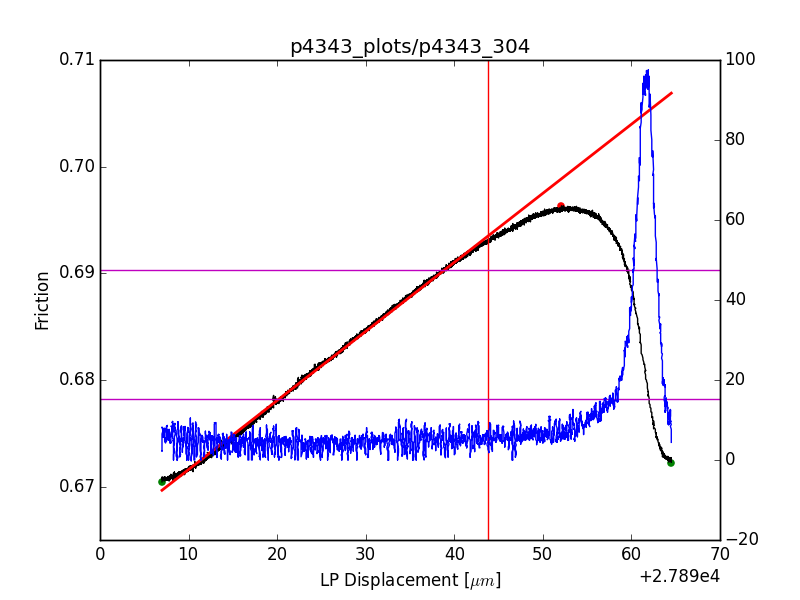 p4343_plots/p4343_304
0.71
0.70
0.69
0.68
0.67
Friction
100
80
60
40
20
0
−20
0 10 20 30 40 50 60 70
LP Displacement [μm]
+2.789e4